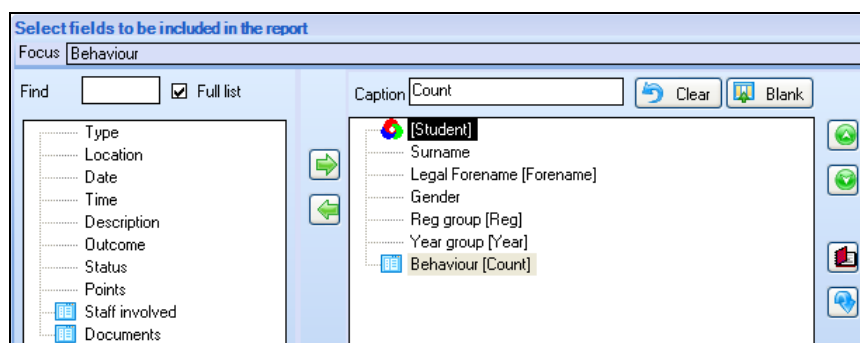 Select fields to be included in the report
Focus Behaviour
Find Full list
Caption Count Clear Blank
Type
Location
Date
Time
Description
Outcome
Status
Points
Staff involved
Documents
[Student]
Surname
Legal Forename [Forename]
Gender
Reg group [Reg]
Year group [Year]
Behaviour [Count]